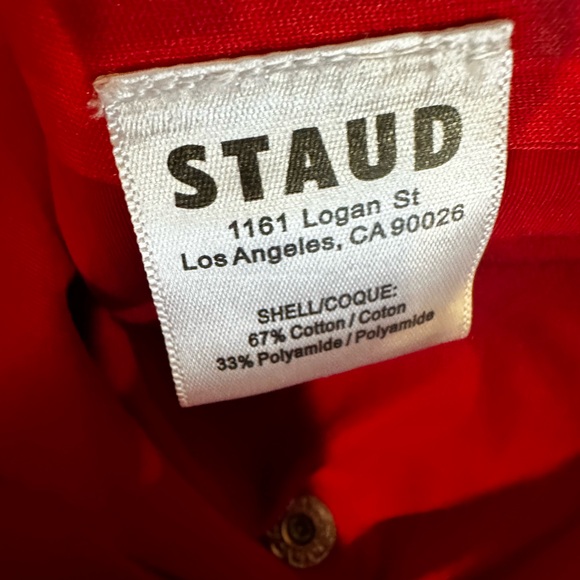 STAUD
1161 Logan St
Los Angeles, CA 90026
SHELL/COQUE:
67% Cotton / Coton
33% Polyamide / Polyamide